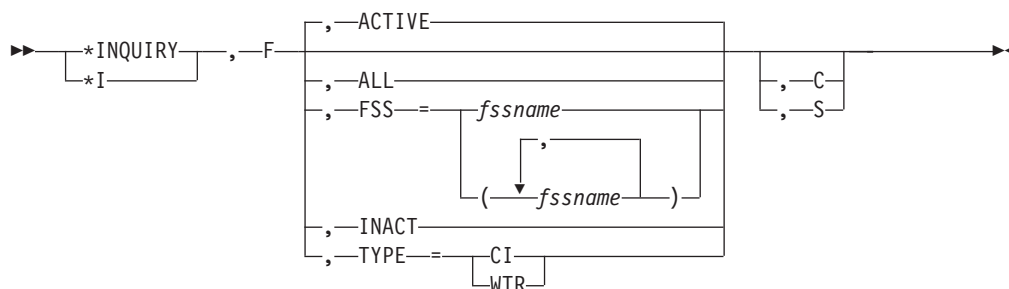 , ACTIVE
*INQUIRY , F
*I , ALL , C
, FSS = fssname , S
,
( fssname )
, INACT
, TYPE = CI
WTR